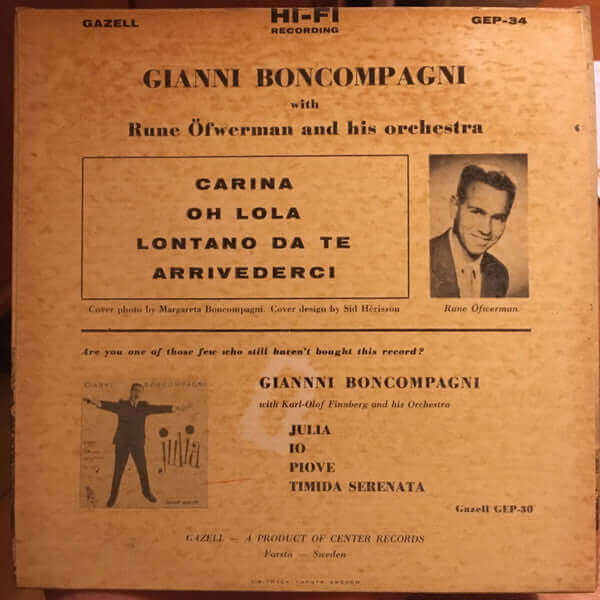 GAZELL HI-FI GEP-34
RECORDING
GIANNI BONCOMPAGNI
with
Rune Öfwerman and his orchestra
CARINA
OH LOLA
LONTANO DA TE
ARRIVEDERCI
Cover photo by Margareta Boncompagni. Cover design by Sid Hérisson
Rune Öfwerman
Are you one of those few who still haven't bought this record?
GIANNI BONCOMPAGNI
julia
GIANNNI BONCOMPAGNI
with Karl-Olof Finnberg and his Orchestra
JULIA
IO
PIOVE
TIMIDA SERENATA
Gazell GEP-30
GAZELL — A PRODUCT OF CENTER RECORDS
Farsta — Sweden